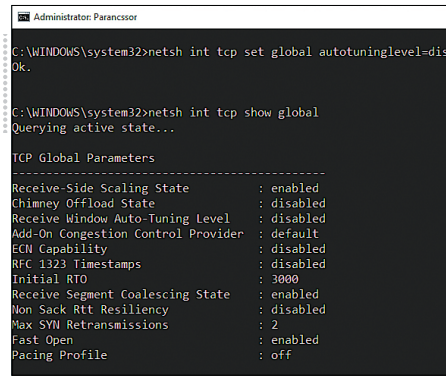 Administrator: Parancssor
C:\WINDOWS\system32>netsh int tcp set global autotuninglevel=dis
Ok.
C:\WINDOWS\system32>netsh int tcp show global
Querying active state...
TCP Global Parameters
----------------------------------------------
Receive-Side Scaling State : enabled
Chimney Offload State : disabled
Receive Window Auto-Tuning Level : disabled
Add-On Congestion Control Provider : default
ECN Capability : disabled
RFC 1323 Timestamps : disabled
Initial RTO : 3000
Receive Segment Coalescing State : enabled
Non Sack Rtt Resiliency : disabled
Max SYN Retransmissions : 2
Fast Open : enabled
Pacing Profile : off